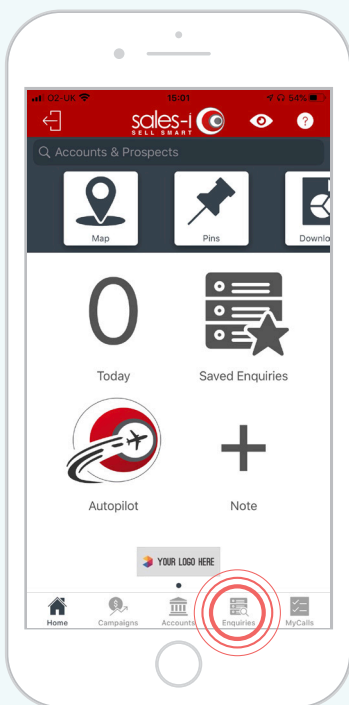 O2-UK 15:01 54%
sales-i
SELL SMART
?
Accounts & Prospects
Map Pins Downlo
0
Today Saved Enquiries
Autopilot Note
YOUR LOGO HERE
Home Campaigns Accounts Enquiries MyCalls